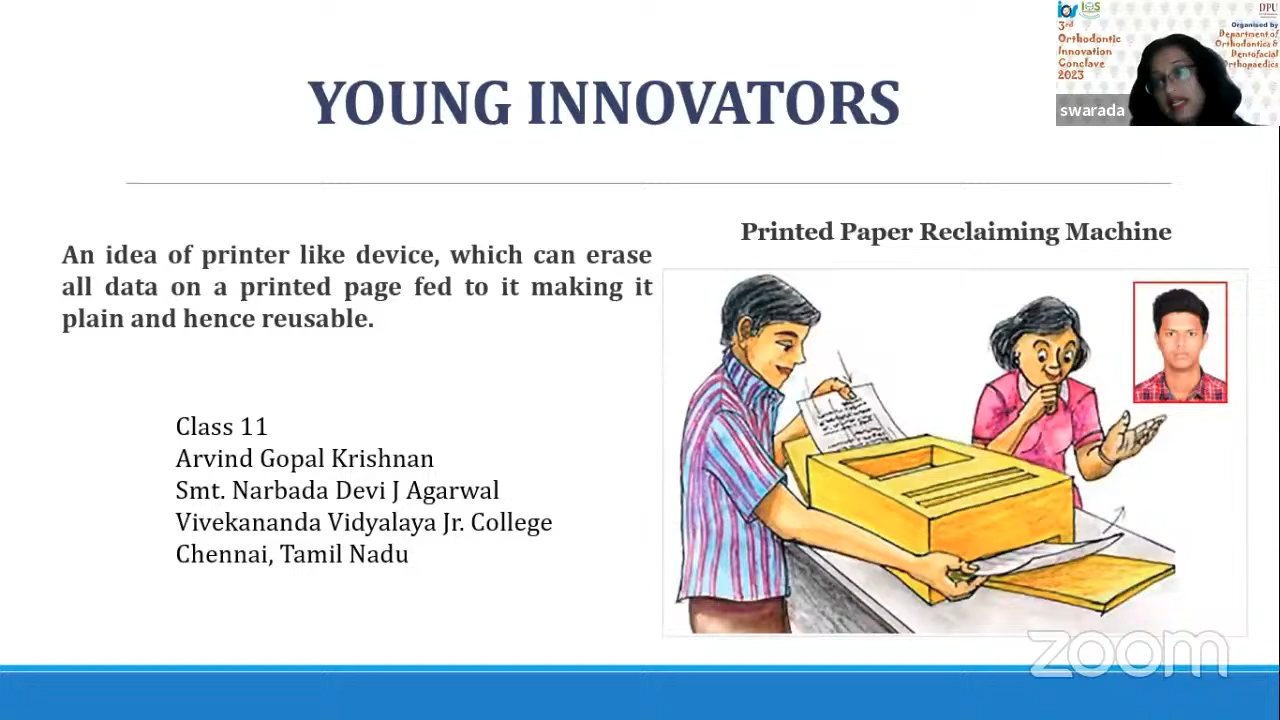 YOUNG INNOVATORS
An idea of printer like device, which can erase
all data on a printed page fed to it making it
plain and hence reusable.
Class 11
Arvind Gopal Krishnan
Smt. Narbada Devi J Agarwal
Vivekananda Vidyalaya Jr. College
Chennai, Tamil Nadu
Printed Paper Reclaiming Machine
3rd
Orthodontic
Innovation
Conclave
2023
DPU
Organised by
Department of
Orthodontics &
Dentofacial
Orthopaedics
swarada
zoom